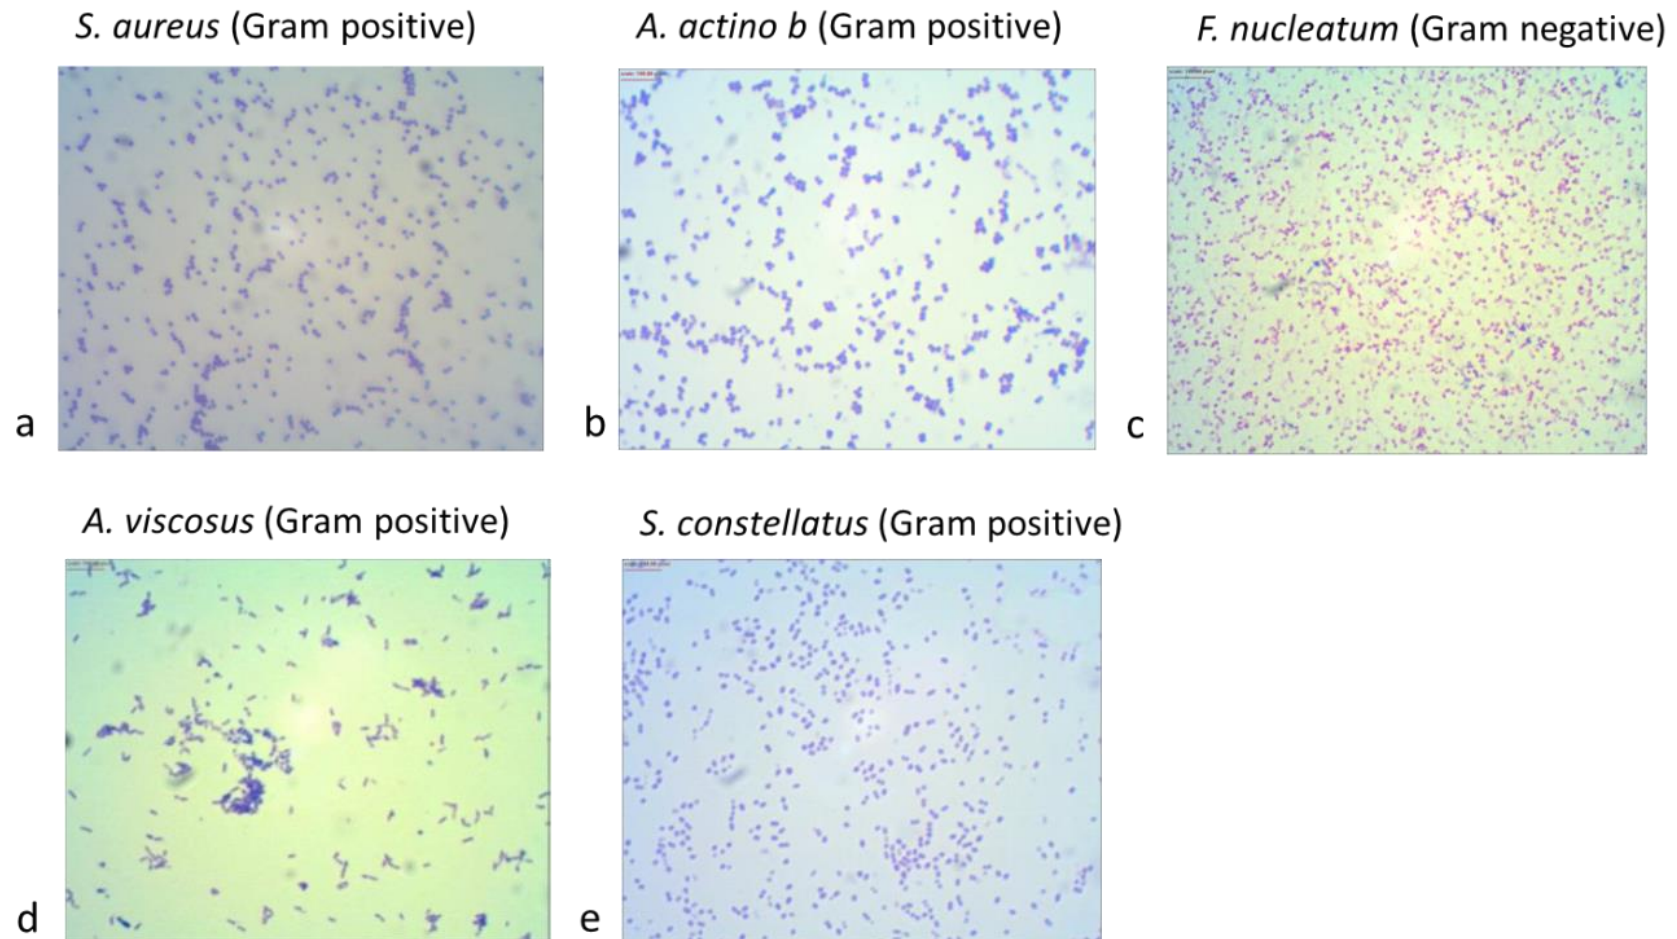 S. aureus (Gram positive)
A. actino b (Gram positive)
F. nucleatum (Gram negative)
a
b
c
A. viscosus (Gram positive)
S. constellatus (Gram positive)
d
e